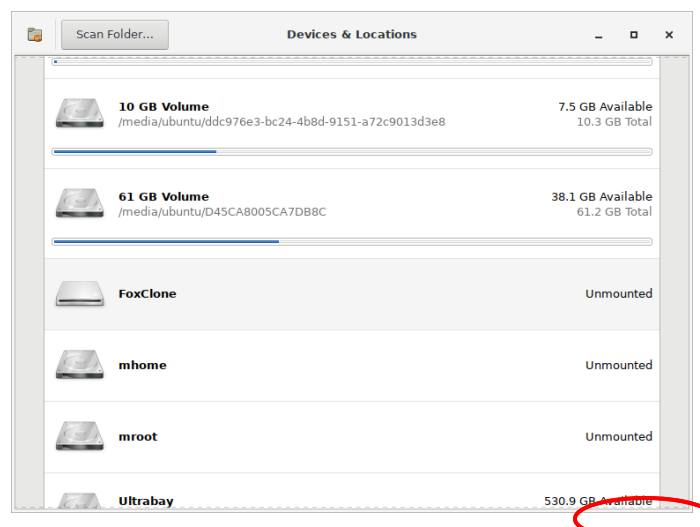 Scan Folder...
Devices & Locations
10 GB Volume
7.5 GB Available
/media/ubuntu/ddc976e3-bc24-4b8d-9151-a72c9013d3e8
10.3 GB Total
61 GB Volume
38.1 GB Available
/media/ubuntu/D45CA8005CA7DB8C
61.2 GB Total
FoxClone
Unmounted
mhome
Unmounted
mroot
Unmounted
Ultrabay
530.9 GB Available